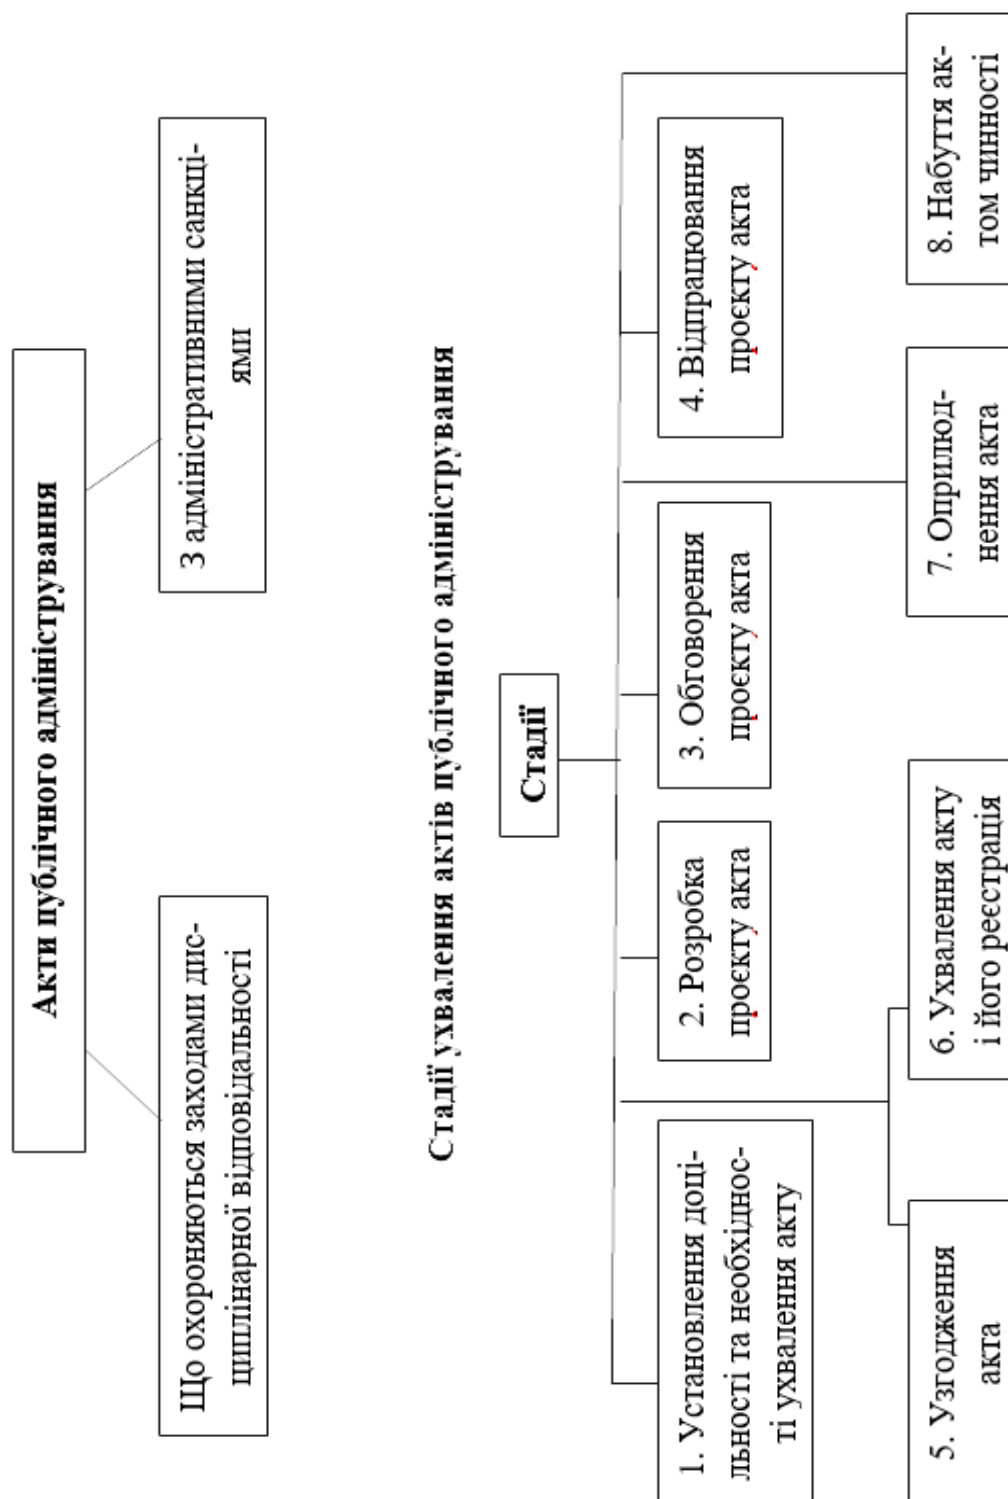 Акти публічного адміністрування
Що охороняються заходами дис-
циплінарної відповідальності
З адміністративними санкці-
ями
Стадії ухвалення актів публічного адміністрування
Стадії
1. Установлення доці-
льності та необхіднос-
ті ухвалення акту
2. Розробка
проєкту акта
3. Обговорення
проєкту акта
4. Відпрацювання
проєкту акта
5. Узгодження
акта
6. Ухвалення акту
і його реєстрація
7. Оприлюд-
нення акта
8. Набуття ак-
том чинності